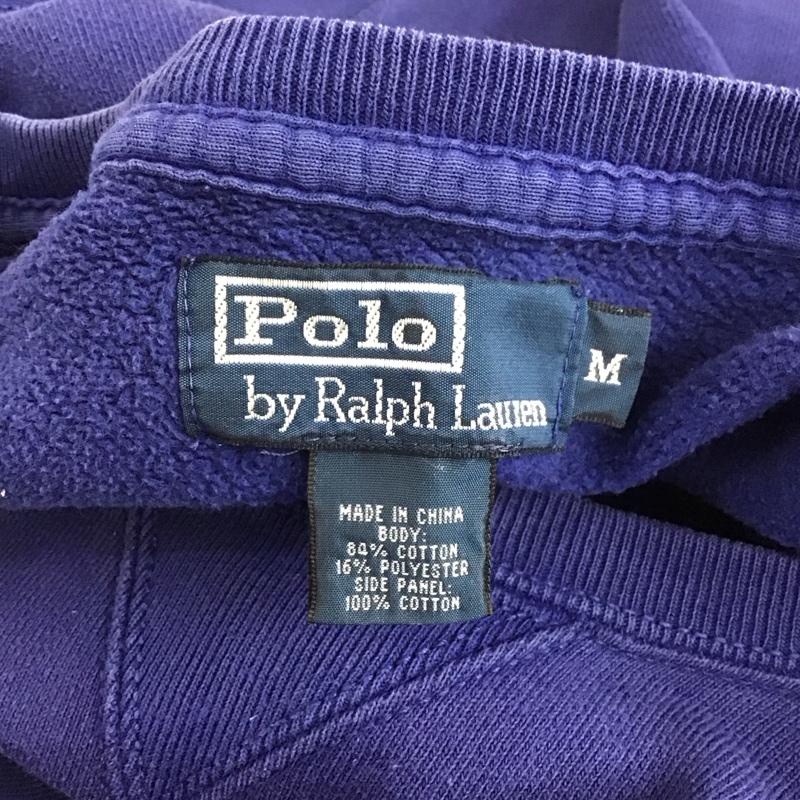 Polo
by Ralph Lauren
M
MADE IN CHINA
BODY:
84% COTTON
16% POLYESTER
SIDE PANEL:
100% COTTON